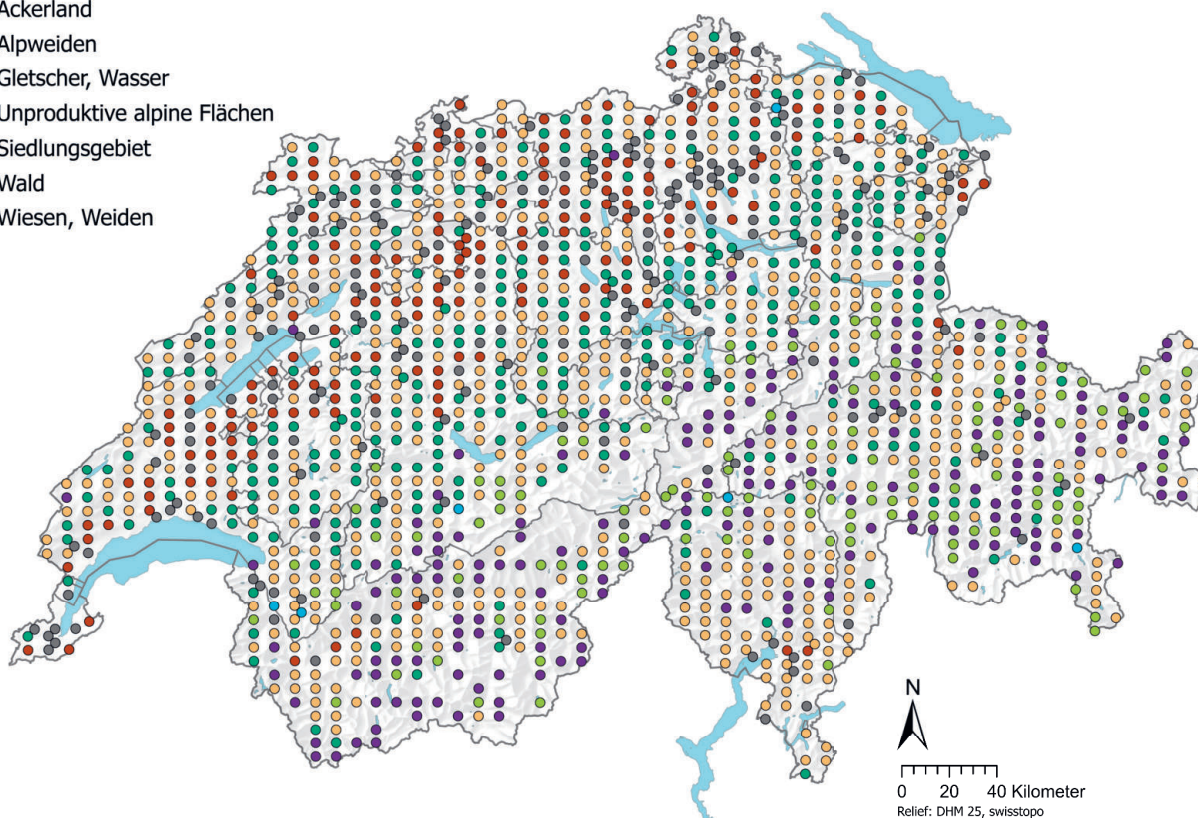 Ackerland
Alpweiden
Gletscher, Wasser
Unproduktive alpine Flächen
Siedlungsgebiet
Wald
Wiesen, Weiden
N
0 20 40 Kilometer
Relief: DHM 25, swisstopo